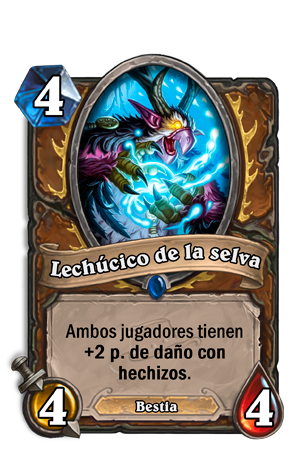 4
Lechúcico de la selva
Ambos jugadores tienen
+2 p. de daño con
hechizos.
4
Bestia
4